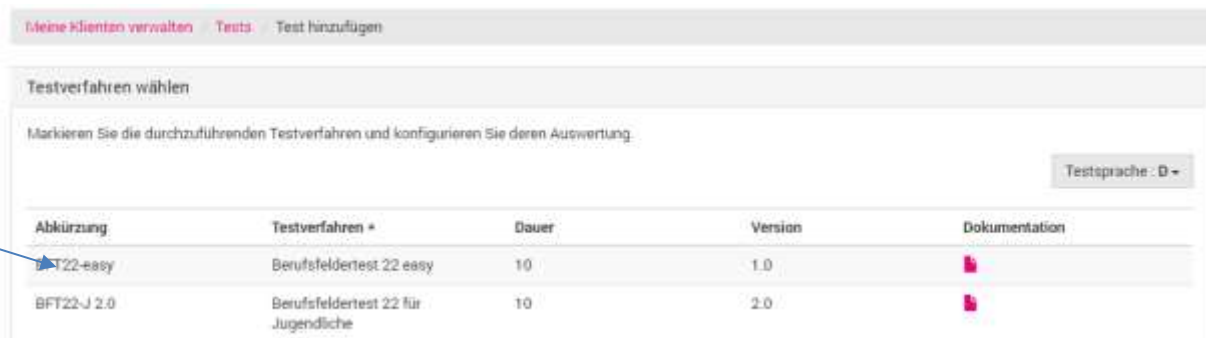 Meine Klienten verwalten / Tests / Test hinzufügen
Testverfahren wählen
Markieren Sie die durchzuführenden Testverfahren und konfigurieren Sie deren Auswertung.
Testsprache : D
Abkürzung Testverfahren Dauer Version Dokumentation
BFT22-easy Berufsfeldertest 22 easy 10 1.0
BFT22-J 2.0 Berufsfeldertest 22 für 10 2.0
Jugendliche